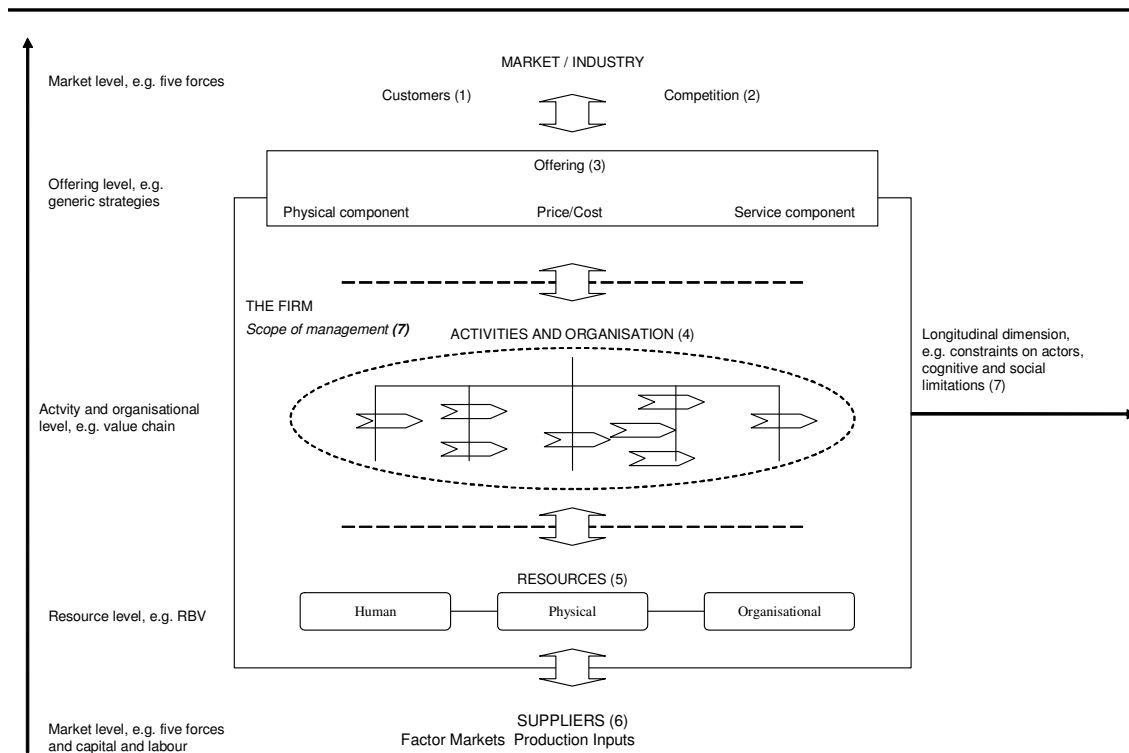 MARKET / INDUSTRY
Market level, e.g. five forces
Customers (1)
Competition (2)
Offering (3)
Offering level, e.g.
generic strategies
Physical component
Price/Cost
Service component
THE FIRM
Scope of management (7)
ACTIVITIES AND ORGANISATION (4)
Longitudinal dimension,
e.g. constraints on actors,
cognitive and social
limitations (7)
Actvity and organisational
level, e.g. value chain
RESOURCES (5)
Resource level, e.g. RBV
Human
Physical
Organisational
SUPPLIERS (6)
Factor Markets Production Inputs
Market level, e.g. five forces
and capital and labour